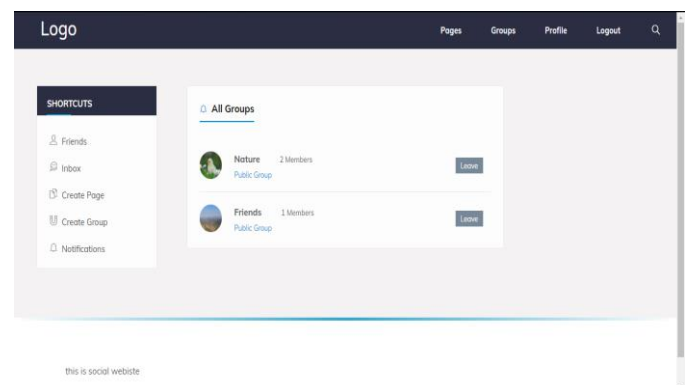 Logo
Pages Groups Profile Logout
SHORTCUTS
Friends
Inbox
Create Page
Create Group
Notifications
All Groups
Nature 2 Members
Public Group
Leave
Friends 1 Members
Public Group
Leave
this is social webiste